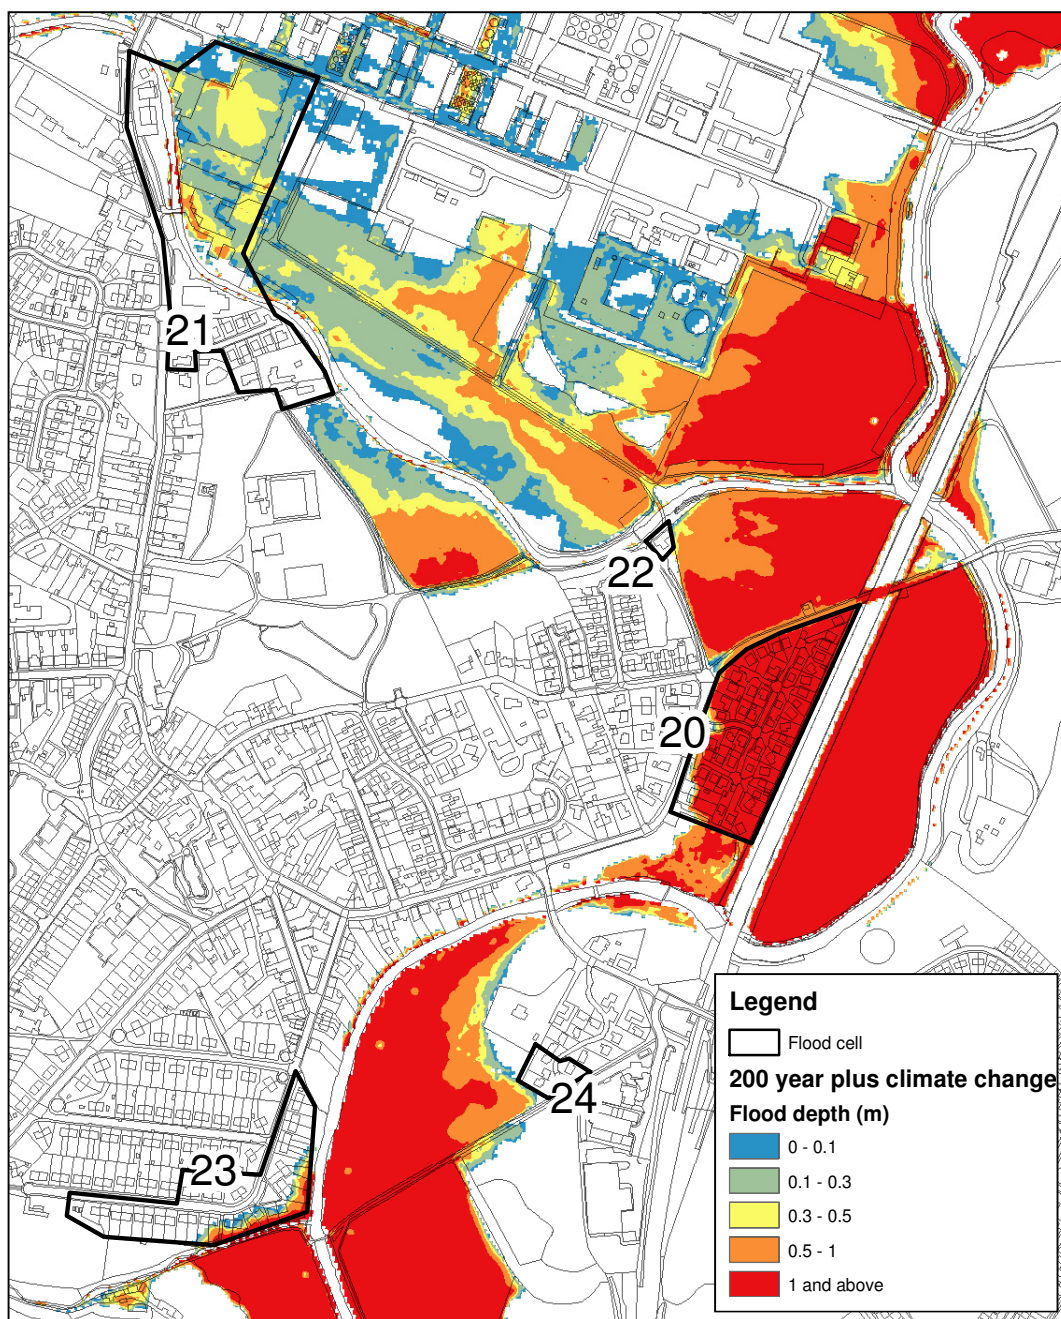 21
22
20
24
23
Legend
Flood cell
200 year plus climate change
Flood depth (m)
0 - 0.1
0.1 - 0.3
0.3 - 0.5
0.5 - 1
1 and above